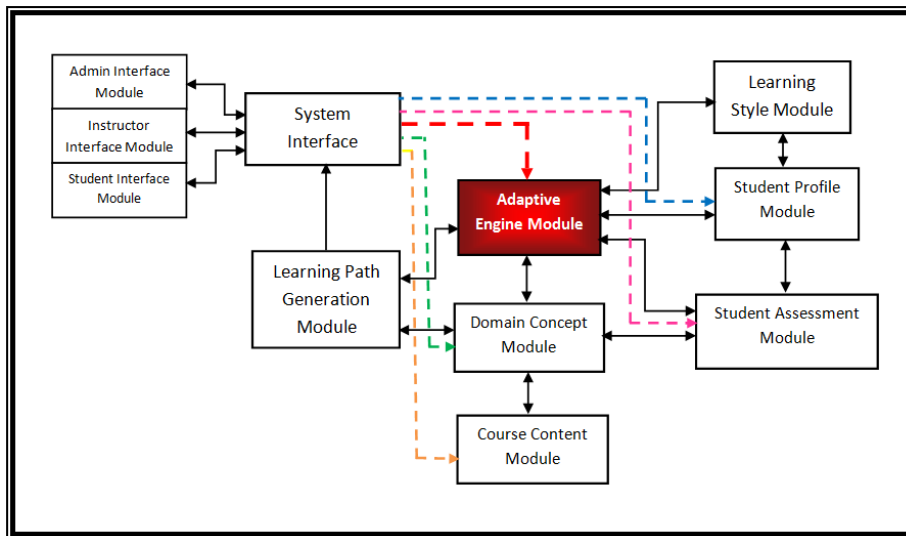 Admin Interface
Module
Instructor
Interface Module
Student Interface
Module
System
Interface
Learning
Style Module
Adaptive
Engine Module
Student Profile
Module
Learning Path
Generation
Module
Domain Concept
Module
Student Assessment
Module
Course Content
Module